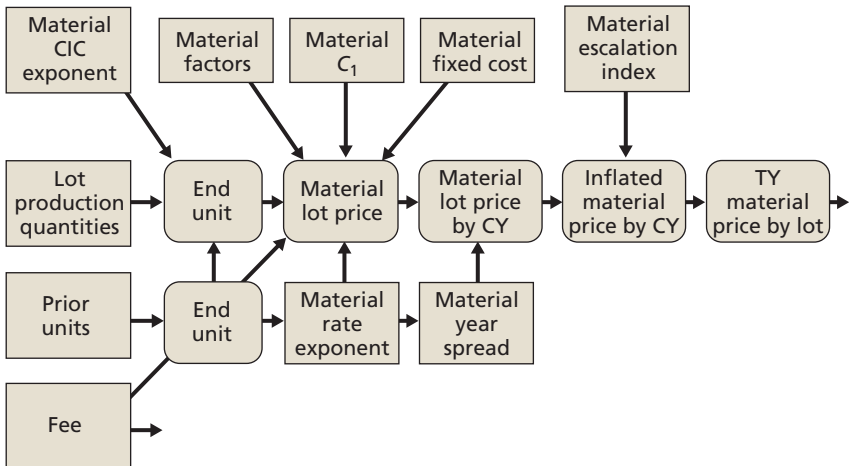 Material
CIC
exponent
Material
factors
Material
C1
Material
fixed cost
Material
escalation
index
Lot
production
quantities
End
unit
Material
lot price
Material
lot price
by CY
Inflated
material
price by CY
TY
material
price by lot
Prior
units
End
unit
Material
rate
exponent
Material
year
spread
Fee